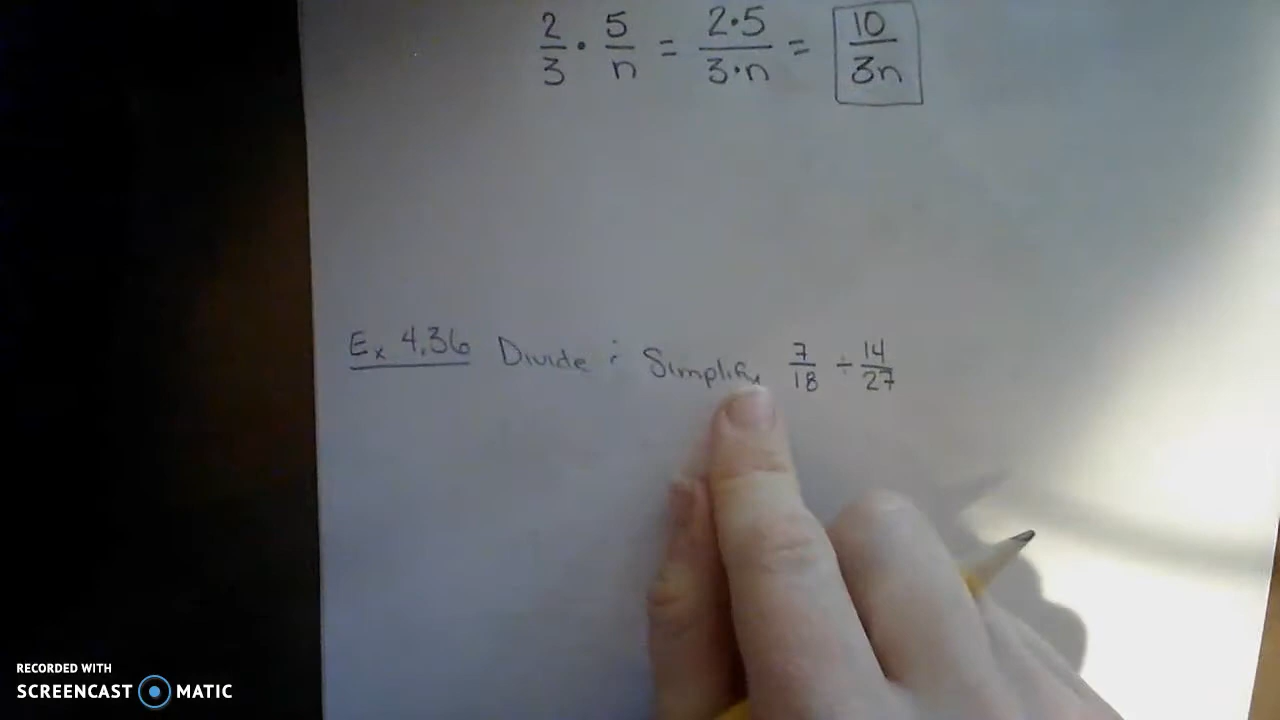 2/3 · 5/n = 2·5/3·n = 10/3n
Ex 4.36 Divide ; Simplify 7/18 ÷ 14/27
RECORDED WITH
SCREENCAST MATIC